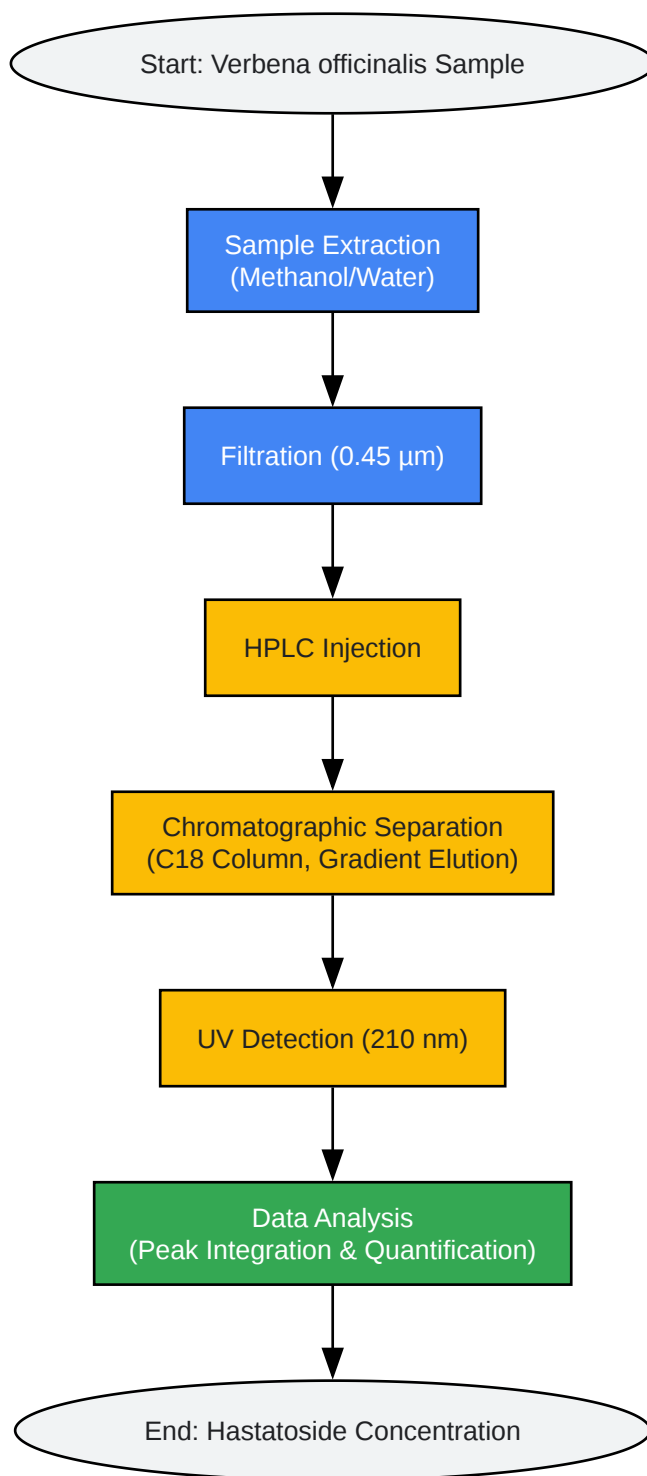 Start: Verbena officinalis Sample
Sample Extraction
(Methanol/Water)
Filtration (0.45 µm)
HPLC Injection
Chromatographic Separation
(C18 Column, Gradient Elution)
UV Detection (210 nm)
Data Analysis
(Peak Integration & Quantification)
End: Hastatoside Concentration